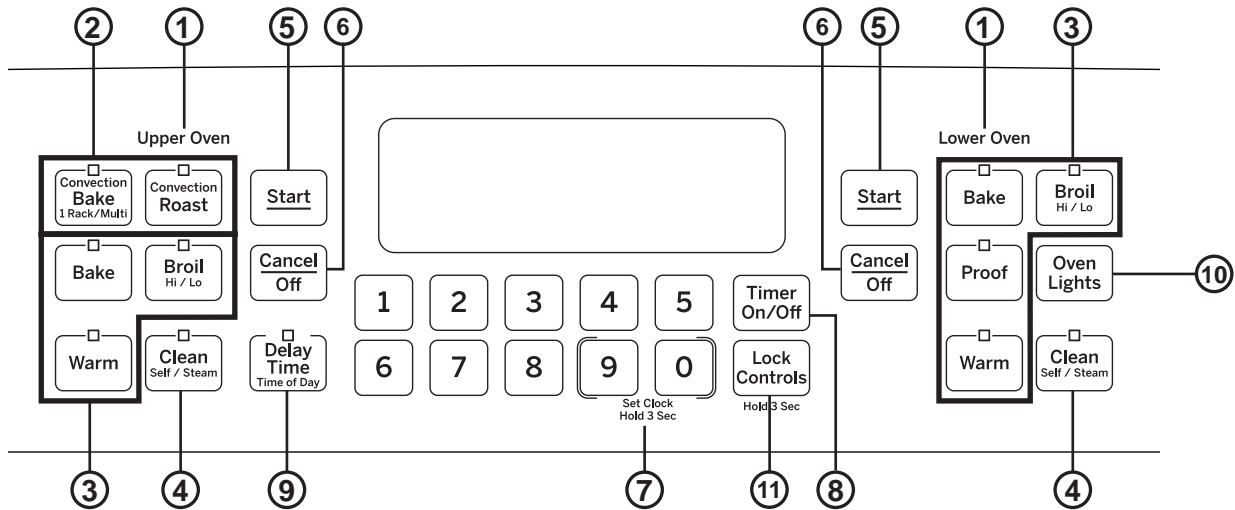 2
1
5
6
6
5
1
3
Upper Oven
Lower Oven
Convection
Bake
1 Rack/Multi
Convection
Roast
Start
Start
Bake
Broil
Hi / Lo
Bake
Broil
Hi / Lo
Cancel
Off
1
2
3
4
5
Timer
On/Off
Cancel
Off
Proof
Oven
Lights
10
Warm
Clean
Self / Steam
Delay
Time
Time of Day
6
7
8
9
0
Lock
Controls
Warm
Clean
Self / Steam
Set Clock
Hold 3 Sec
Hold 3 Sec
3
4
9
7
11
8
4